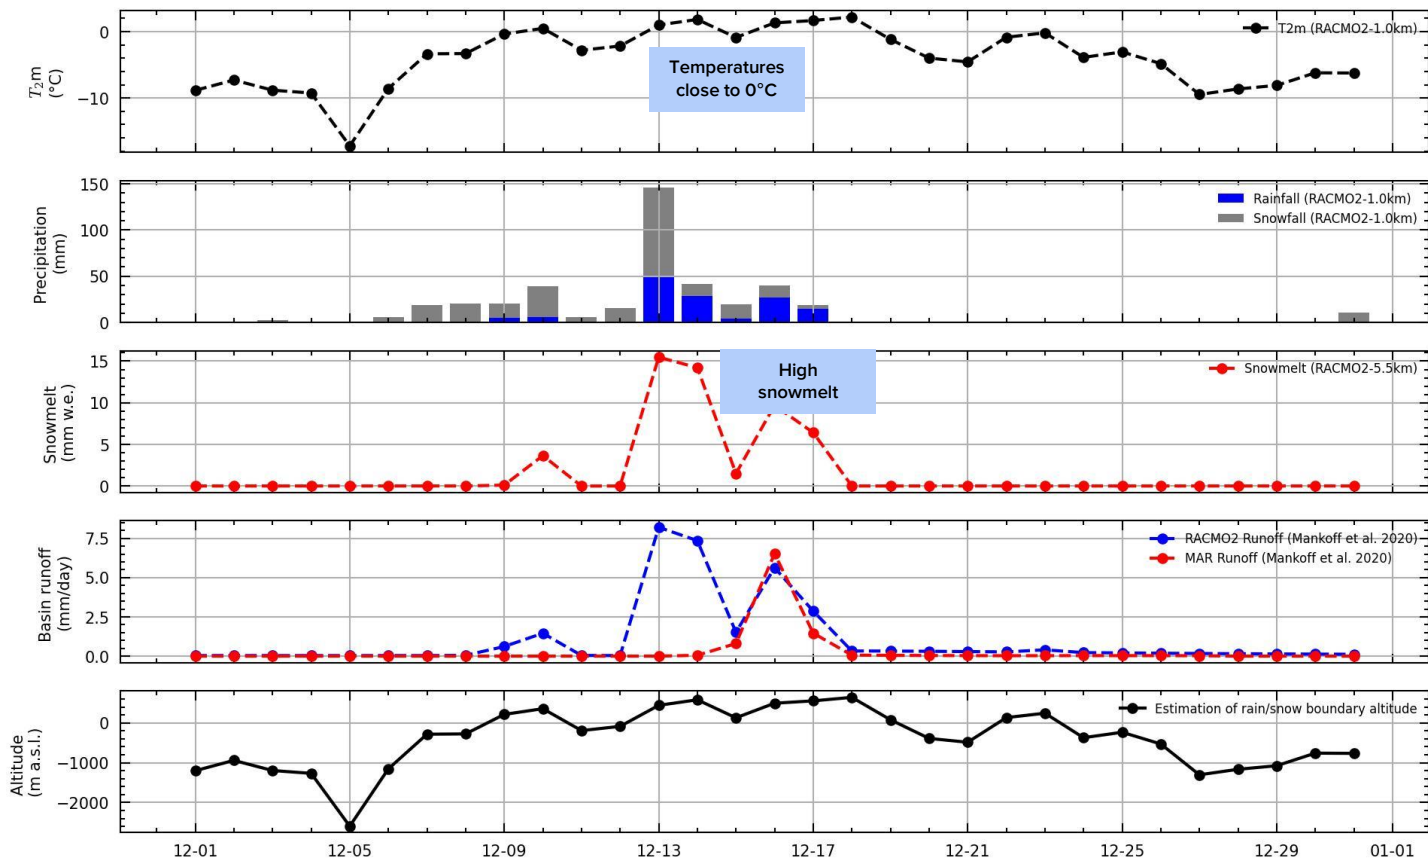 T₂m
(°C)
0
−10
T2m (RACMO2-1.0km)
Temperatures
close to 0°C
Precipitation
(mm)
150
100
50
0
Rainfall (RACMO2-1.0km)
Snowfall (RACMO2-1.0km)
Snowmelt
(mm w.e.)
15
10
5
0
High
snowmelt
Snowmelt (RACMO2-5.5km)
Basin runoff
(mm/day)
7.5
5.0
2.5
0.0
RACMO2 Runoff (Mankoff et al. 2020)
MAR Runoff (Mankoff et al. 2020)
Altitude
(m a.s.l.)
0
−1000
−2000
Estimation of rain/snow boundary altitude
12-01 12-05 12-09 12-13 12-17 12-21 12-25 12-29 01-01